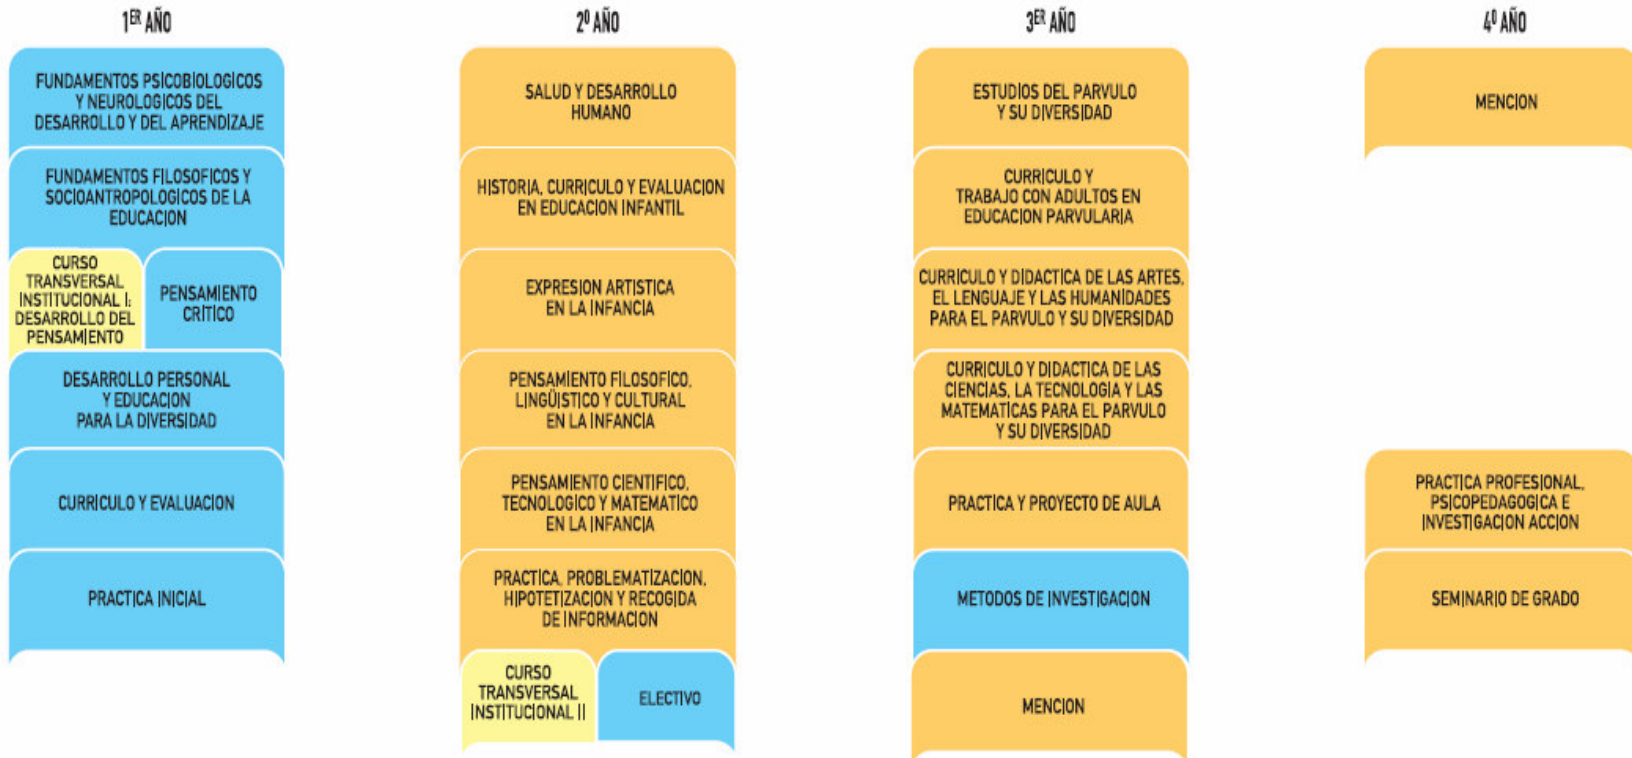 1ER AÑO
FUNDAMENTOS PSICOBIOLOGICOS
Y NEUROLOGICOS DEL
DESARROLLO Y DEL APRENDIZAJE
FUNDAMENTOS FILOSOFICOS Y
SOCIOANTROPOLOGICOS DE LA
EDUCACION
CURSO
TRANSVERSAL
INSTITUCIONAL I:
DESARROLLO DEL
PENSAMIENTO
PENSAMIENTO
CRITICO
DESARROLLO PERSONAL
Y EDUCACION
PARA LA DIVERSIDAD
CURRICULO Y EVALUACION
PRACTICA INICIAL
2º AÑO
SALUD Y DESARROLLO
HUMANO
HISTORIA, CURRICULO Y EVALUACION
EN EDUCACION INFANTIL
EXPRESION ARTISTICA
EN LA INFANCIA
PENSAMIENTO FILOSOFICO,
LINGÜISTICO Y CULTURAL
EN LA INFANCIA
PENSAMIENTO CIENTIFICO,
TECNOLOGICO Y MATEMATICO
EN LA INFANCIA
PRACTICA, PROBLEMATIZACION,
HIPOTETIZACION Y RECOGIDA
DE INFORMACION
CURSO
TRANSVERSAL
INSTITUCIONAL II
ELECTIVO
3ER AÑO
ESTUDIOS DEL PARVULO
Y SU DIVERSIDAD
CURRICULO Y
TRABAJO CON ADULTOS EN
EDUCACION PARVULARIA
CURRICULO Y DIDACTICA DE LAS ARTES,
EL LENGUAJE Y LAS HUMANIDADES
PARA EL PARVULO Y SU DIVERSIDAD
CURRICULO Y DIDACTICA DE LAS
CIENCIAS, LA TECNOLOGIA Y LAS
MATEMATICAS PARA EL PARVULO
Y SU DIVERSIDAD
PRACTICA Y PROYECTO DE AULA
METODOS DE INVESTIGACION
MENCION
4º AÑO
MENCION
PRACTICA PROFESIONAL,
PSICOPEDAGOGICA E
INVESTIGACION ACCION
SEMINARIO DE GRADO